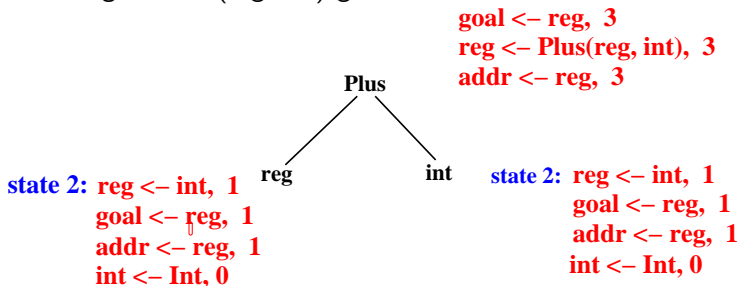 goal <– reg, 3
reg <– Plus(reg, int), 3
addr <– reg, 3
Plus
reg
int
state 2: reg <– int, 1
goal <– reg, 1
addr <– reg, 1
int <– Int, 0
state 2: reg <– int, 1
goal <– reg, 1
addr <– reg, 1
int <– Int, 0